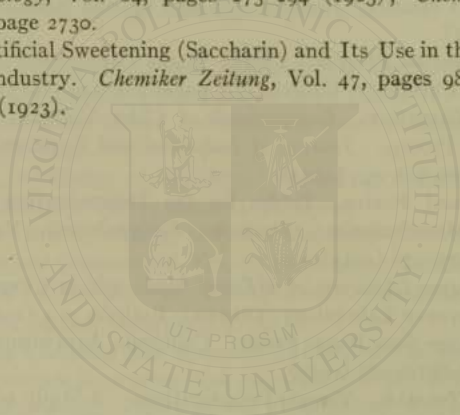 page 2730.
tificial Sweetening (Saccharin) and Its Use in th
ndustry. Chemiker Zeitung, Vol. 47, pages 98
(1923).
VIRGINIA POLYTECHNIC INSTITUTE
AND STATE UNIVERSITY
UT PROSIM